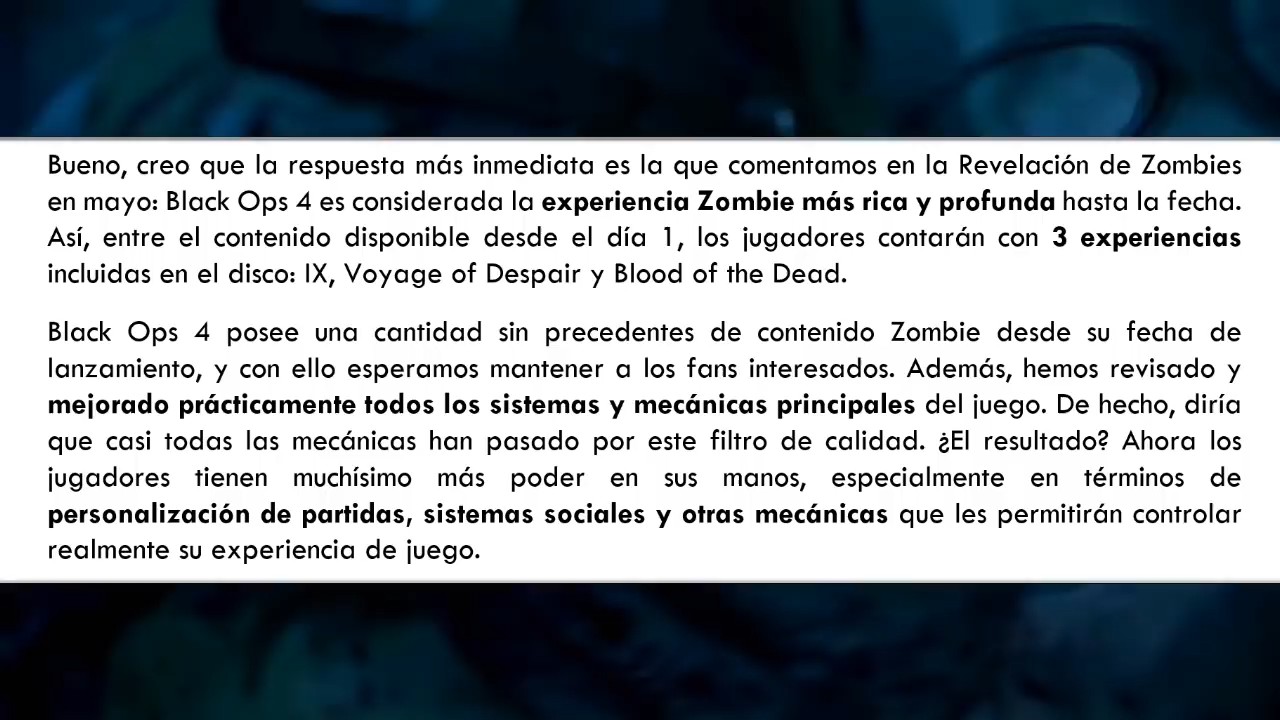 Bueno, creo que la respuesta más inmediata es la que comentamos en la Revelación de Zombies
en mayo: Black Ops 4 es considerada la experiencia Zombie más rica y profunda hasta la fecha.
Así, entre el contenido disponible desde el día 1, los jugadores contarán con 3 experiencias
incluidas en el disco: IX, Voyage of Despair y Blood of the Dead.
Black Ops 4 posee una cantidad sin precedentes de contenido Zombie desde su fecha de
lanzamiento, y con ello esperamos mantener a los fans interesados. Además, hemos revisado y
mejorado prácticamente todos los sistemas y mecánicas principales del juego. De hecho, diría
que casi todas las mecánicas han pasado por este filtro de calidad. ¿El resultado? Ahora los
jugadores tienen muchísimo más poder en sus manos, especialmente en términos de
personalización de partidas, sistemas sociales y otras mecánicas que les permitirán controlar
realmente su experiencia de juego.